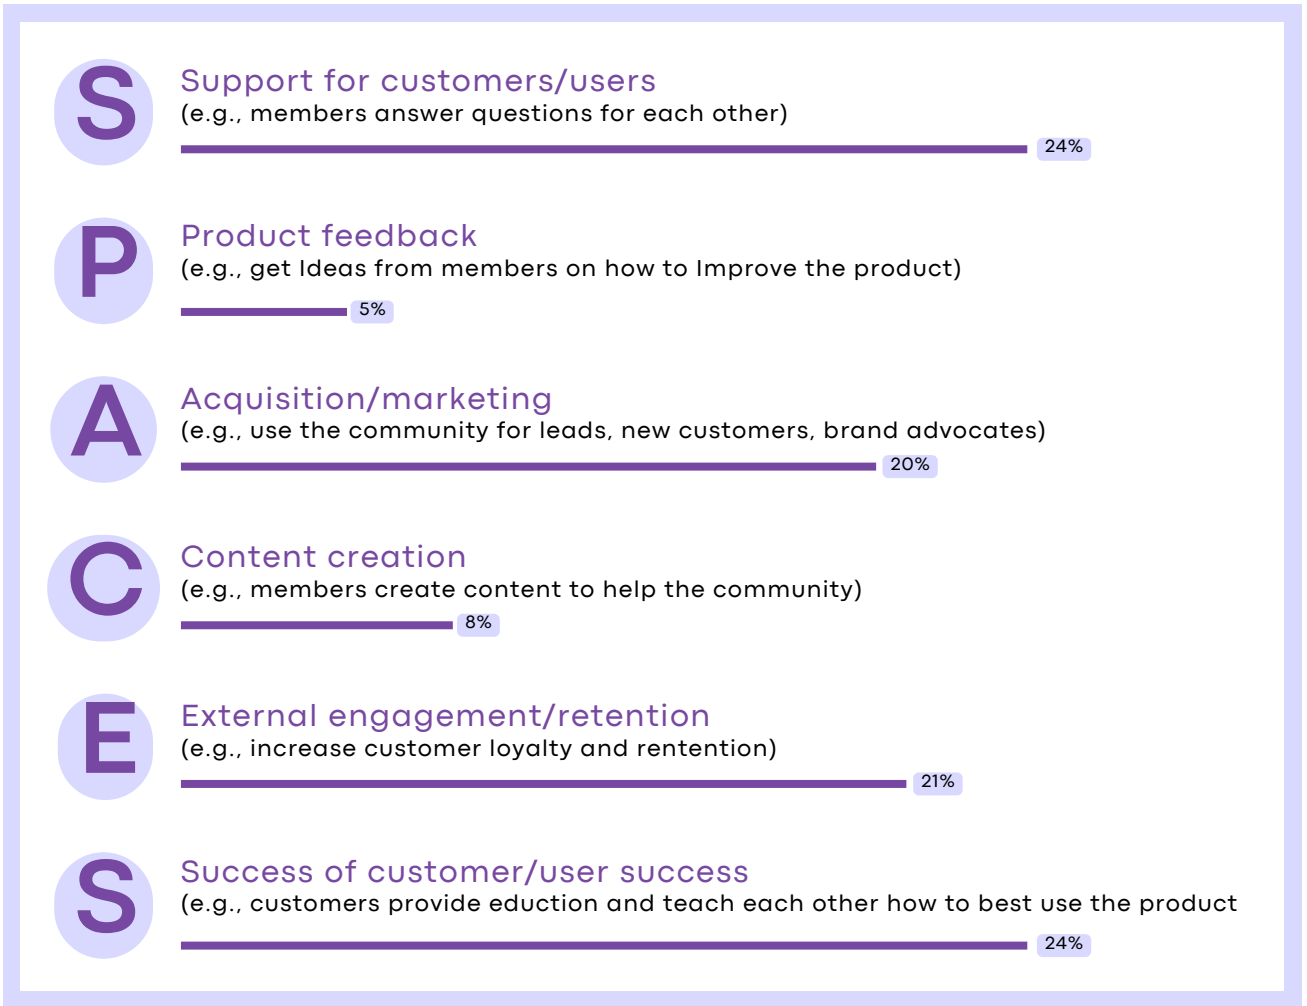 S
Support for customers/users
(e.g., members answer questions for each other)
24%
P
Product feedback
(e.g., get Ideas from members on how to Improve the product)
5%
A
Acquisition/marketing
(e.g., use the community for leads, new customers, brand advocates)
20%
C
Content creation
(e.g., members create content to help the community)
8%
E
External engagement/retention
(e.g., increase customer loyalty and rentention)
21%
S
Success of customer/user success
(e.g., customers provide eduction and teach each other how to best use the product
24%